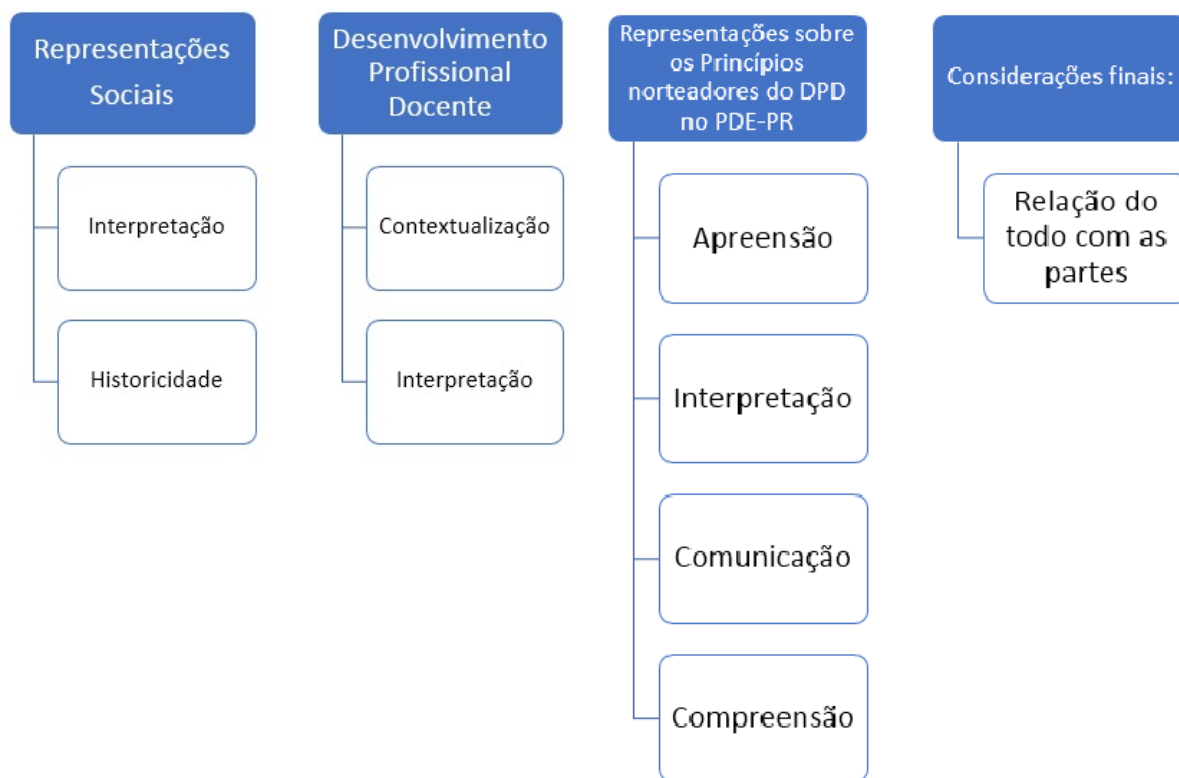 Representações
Sociais
Interpretação
Historicidade
Desenvolvimento
Profissional
Docente
Contextualização
Interpretação
Representações sobre
os Princípios
norteadores do DPD
no PDE-PR
Apreensão
Interpretação
Comunicação
Compreensão
Considerações finais:
Relação do
todo com as
partes